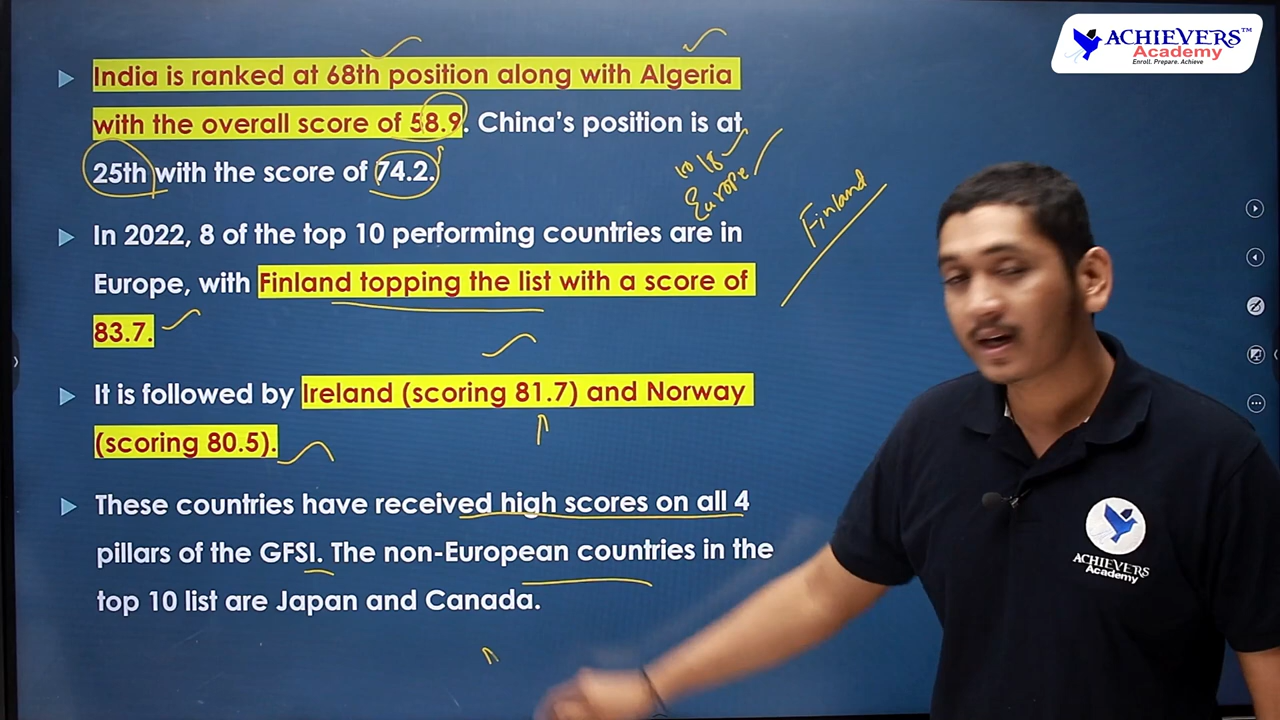 ACHIEVERS™
Academy
Enroll. Prepare. Achieve
India is ranked at 68th position along with Algeria
with the overall score of 58.9. China's position is at
25th with the score of 74.2.
10 18
Europe
Finland
In 2022, 8 of the top 10 performing countries are in
Europe, with Finland topping the list with a score of
83.7.
It is followed by Ireland (scoring 81.7) and Norway
(scoring 80.5).
These countries have received high scores on all 4
pillars of the GFSI. The non-European countries in the
top 10 list are Japan and Canada.
ACHIEVERS
Academy